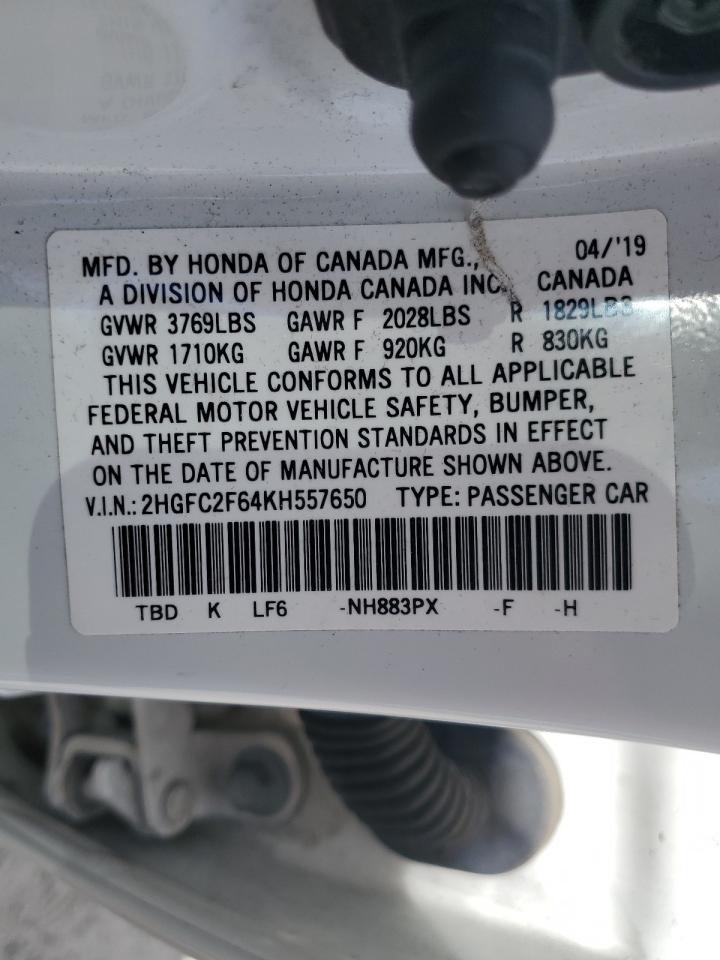 MFD. BY HONDA OF CANADA MFG., 04/'19
A DIVISION OF HONDA CANADA INC. CANADA
GVWR 3769LBS GAWR F 2028LBS R 1829LBS
GVWR 1710KG GAWR F 920KG R 830KG
THIS VEHICLE CONFORMS TO ALL APPLICABLE
FEDERAL MOTOR VEHICLE SAFETY, BUMPER,
AND THEFT PREVENTION STANDARDS IN EFFECT
ON THE DATE OF MANUFACTURE SHOWN ABOVE.
V.I.N.: 2HGFC2F64KH557650 TYPE: PASSENGER CAR
TBD K LF6 -NH883PX -F -H